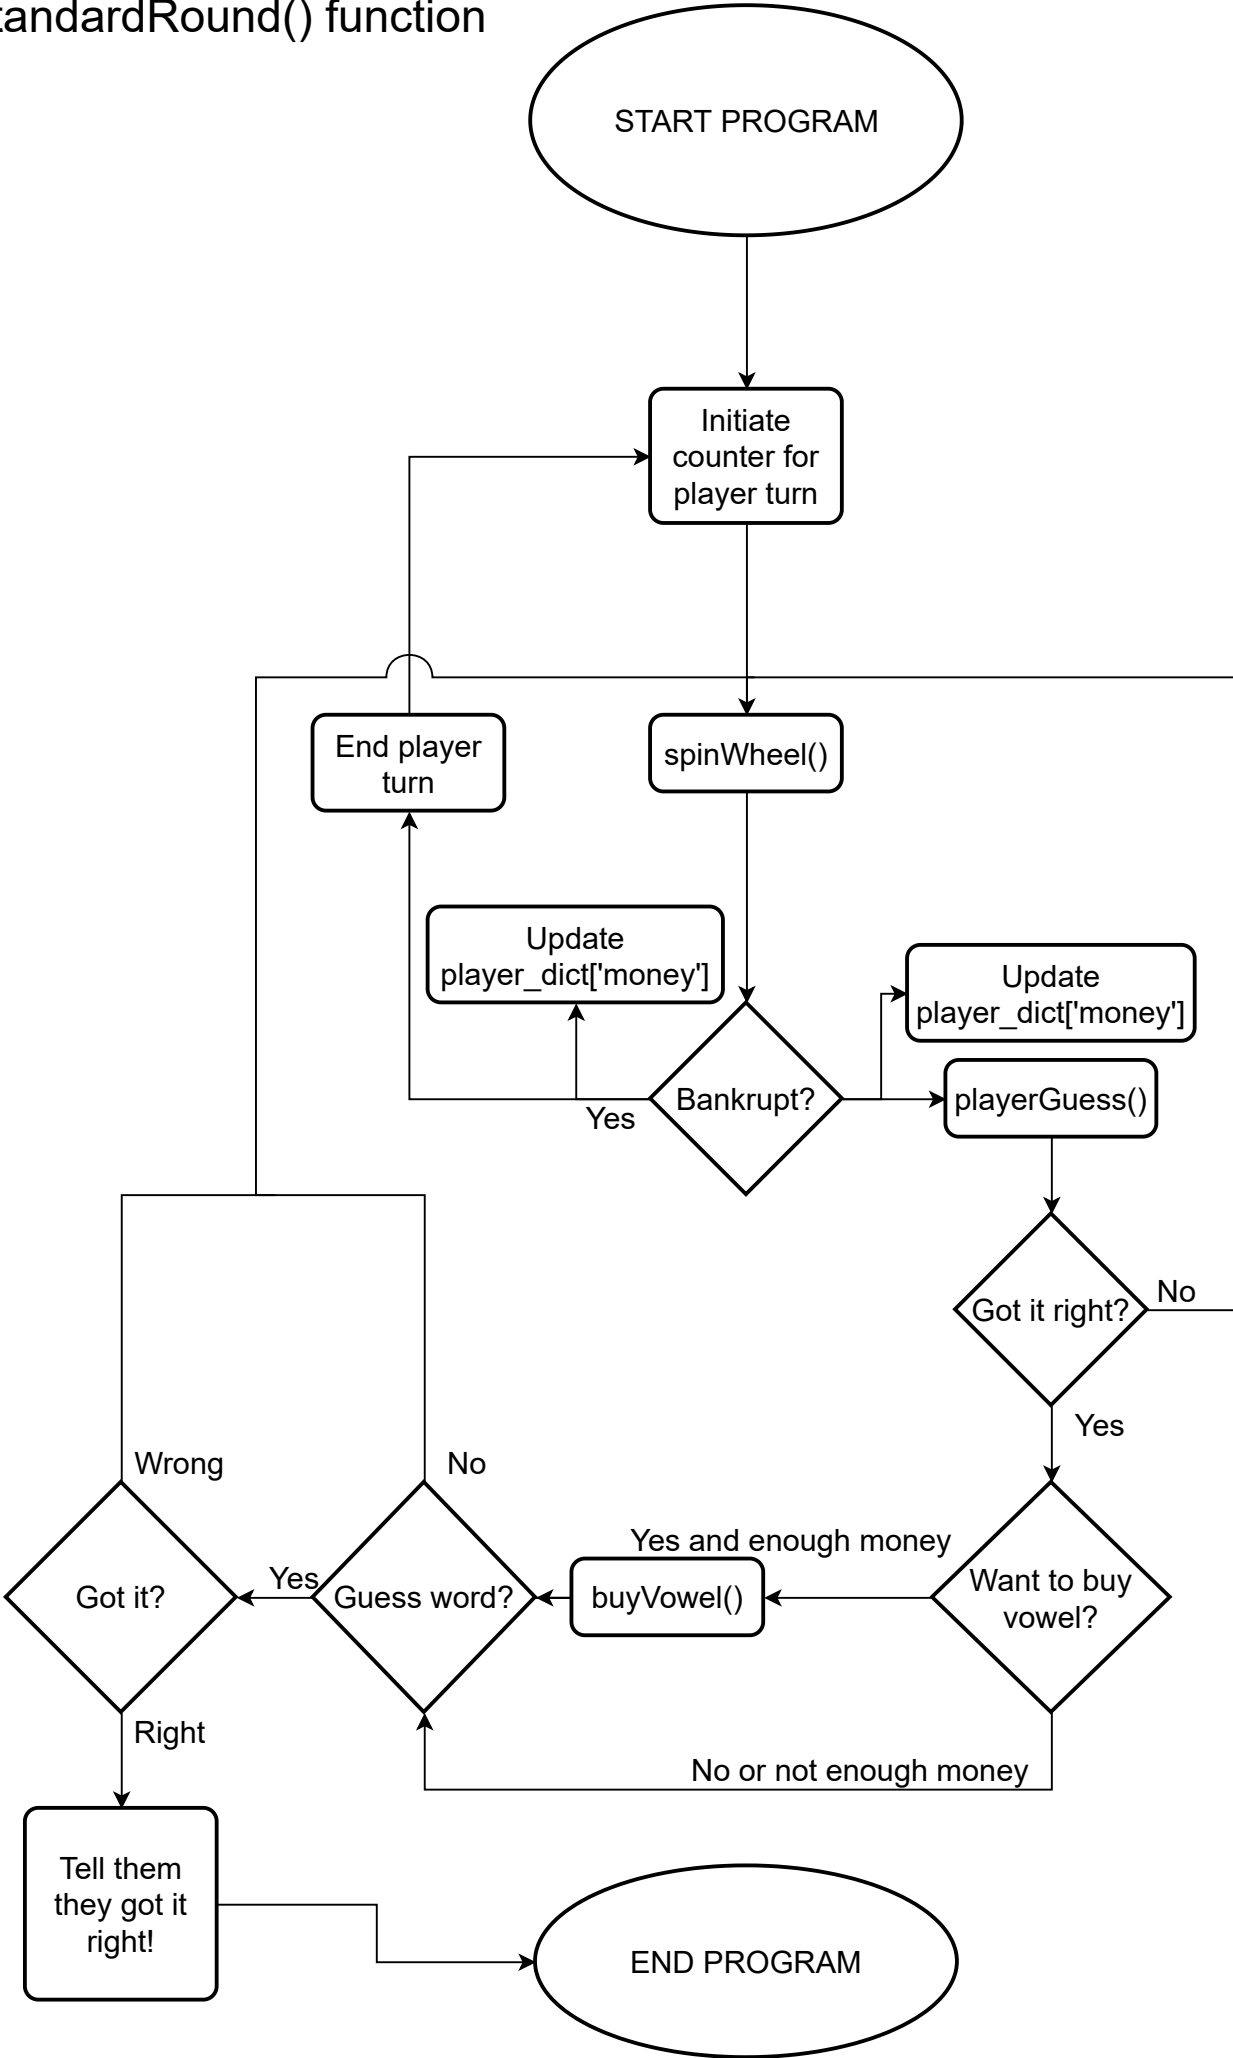 tandardRound() function
START PROGRAM
Initiate
counter for
player turn
End player
turn
spinWheel()
Update
player_dict['money']
Update
player_dict['money']
Bankrupt?
Yes
playerGuess()
Got it right?
No
Yes
Wrong
No
Yes and enough money
Got it?
Yes
Guess word?
buyVowel()
Want to buy
vowel?
Right
No or not enough money
Tell them
they got it
right!
END PROGRAM